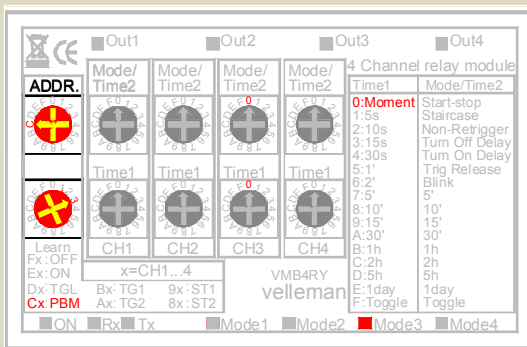 Out1 Out2 Out3 Out4
4 Channel relay module
ADDR.
Mode/ Time2
Mode/ Time2
Mode/ Time2
Mode/ Time2
Time1 Mode/Time2
0:Moment Start-stop
1:5s Staircase
2:10s Non-Retrigger
3:15s Turn Off Delay
4:30s Turn On Delay
5:1' Trig Release
6:2' Blink
7:5' 5'
8:10' 10'
9:15' 15'
A:30' 30'
B:1h 1h
C:2h 2h
D:5h 5h
E:1day 1day
F:Toggle Toggle
Time1 Time1 Time1 Time1
CH1 CH2 CH3 CH4
Learn
Fx:OFF
Ex:ON
Dx:TGL
Cx:PBM
x=CH1...4
Bx:TG1 9x:ST1
Ax:TG2 8x:ST2
VMB4RY
velleman
ON Rx Tx Mode1 Mode2 Mode3 Mode4